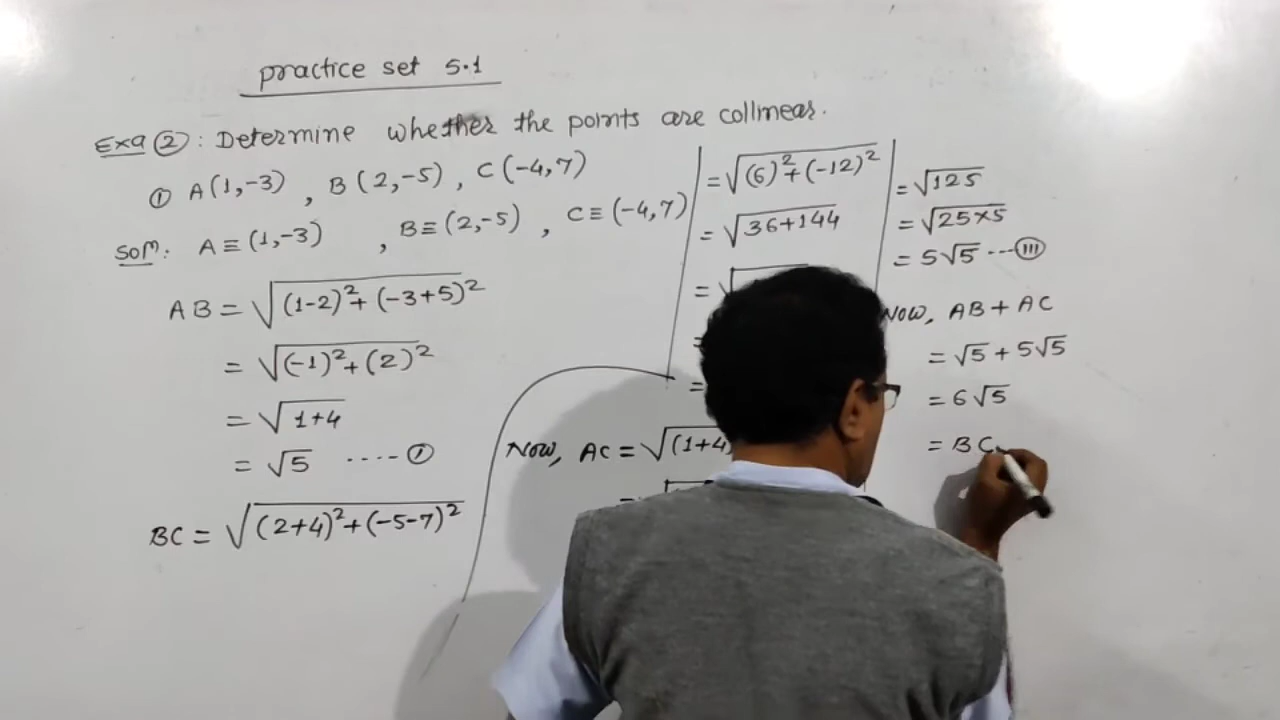 practice set 5.1
Exa ② : Determine whether the points are collinear.
① A(1,-3) , B(2,-5) , C(-4,7)
Solⁿ: A≡(1,-3) , B≡(2,-5) , C≡(-4,7)
AB = √((1-2)²+(-3+5)²)
= √((-1)²+(2)²)
= √(1+4)
= √5 ---- ①
BC = √((2+4)²+(-5-7)²)
= √((6)²+(-12)²)
= √(36+144)
= √
=
=
Now, AC = √(1+4)
= √
= √125
= √(25×5)
= 5√5 --- Ⅲ
Now, AB + AC
= √5 + 5√5
= 6√5
= BC